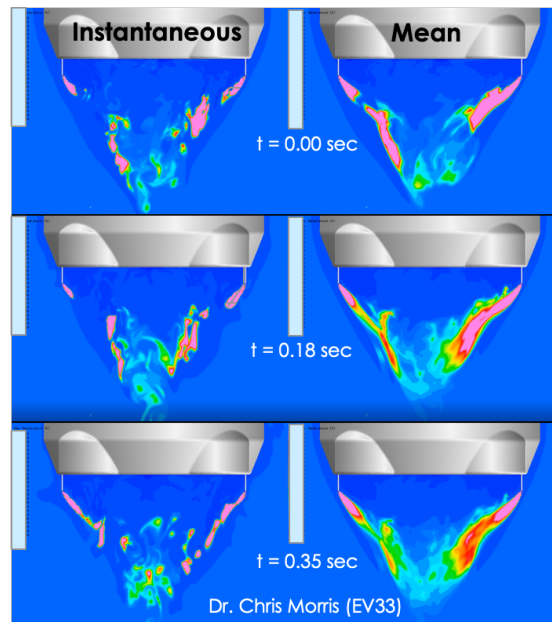 Instantaneous
Mean
t = 0.00 sec
t = 0.18 sec
t = 0.35 sec
Dr. Chris Morris (EV33)